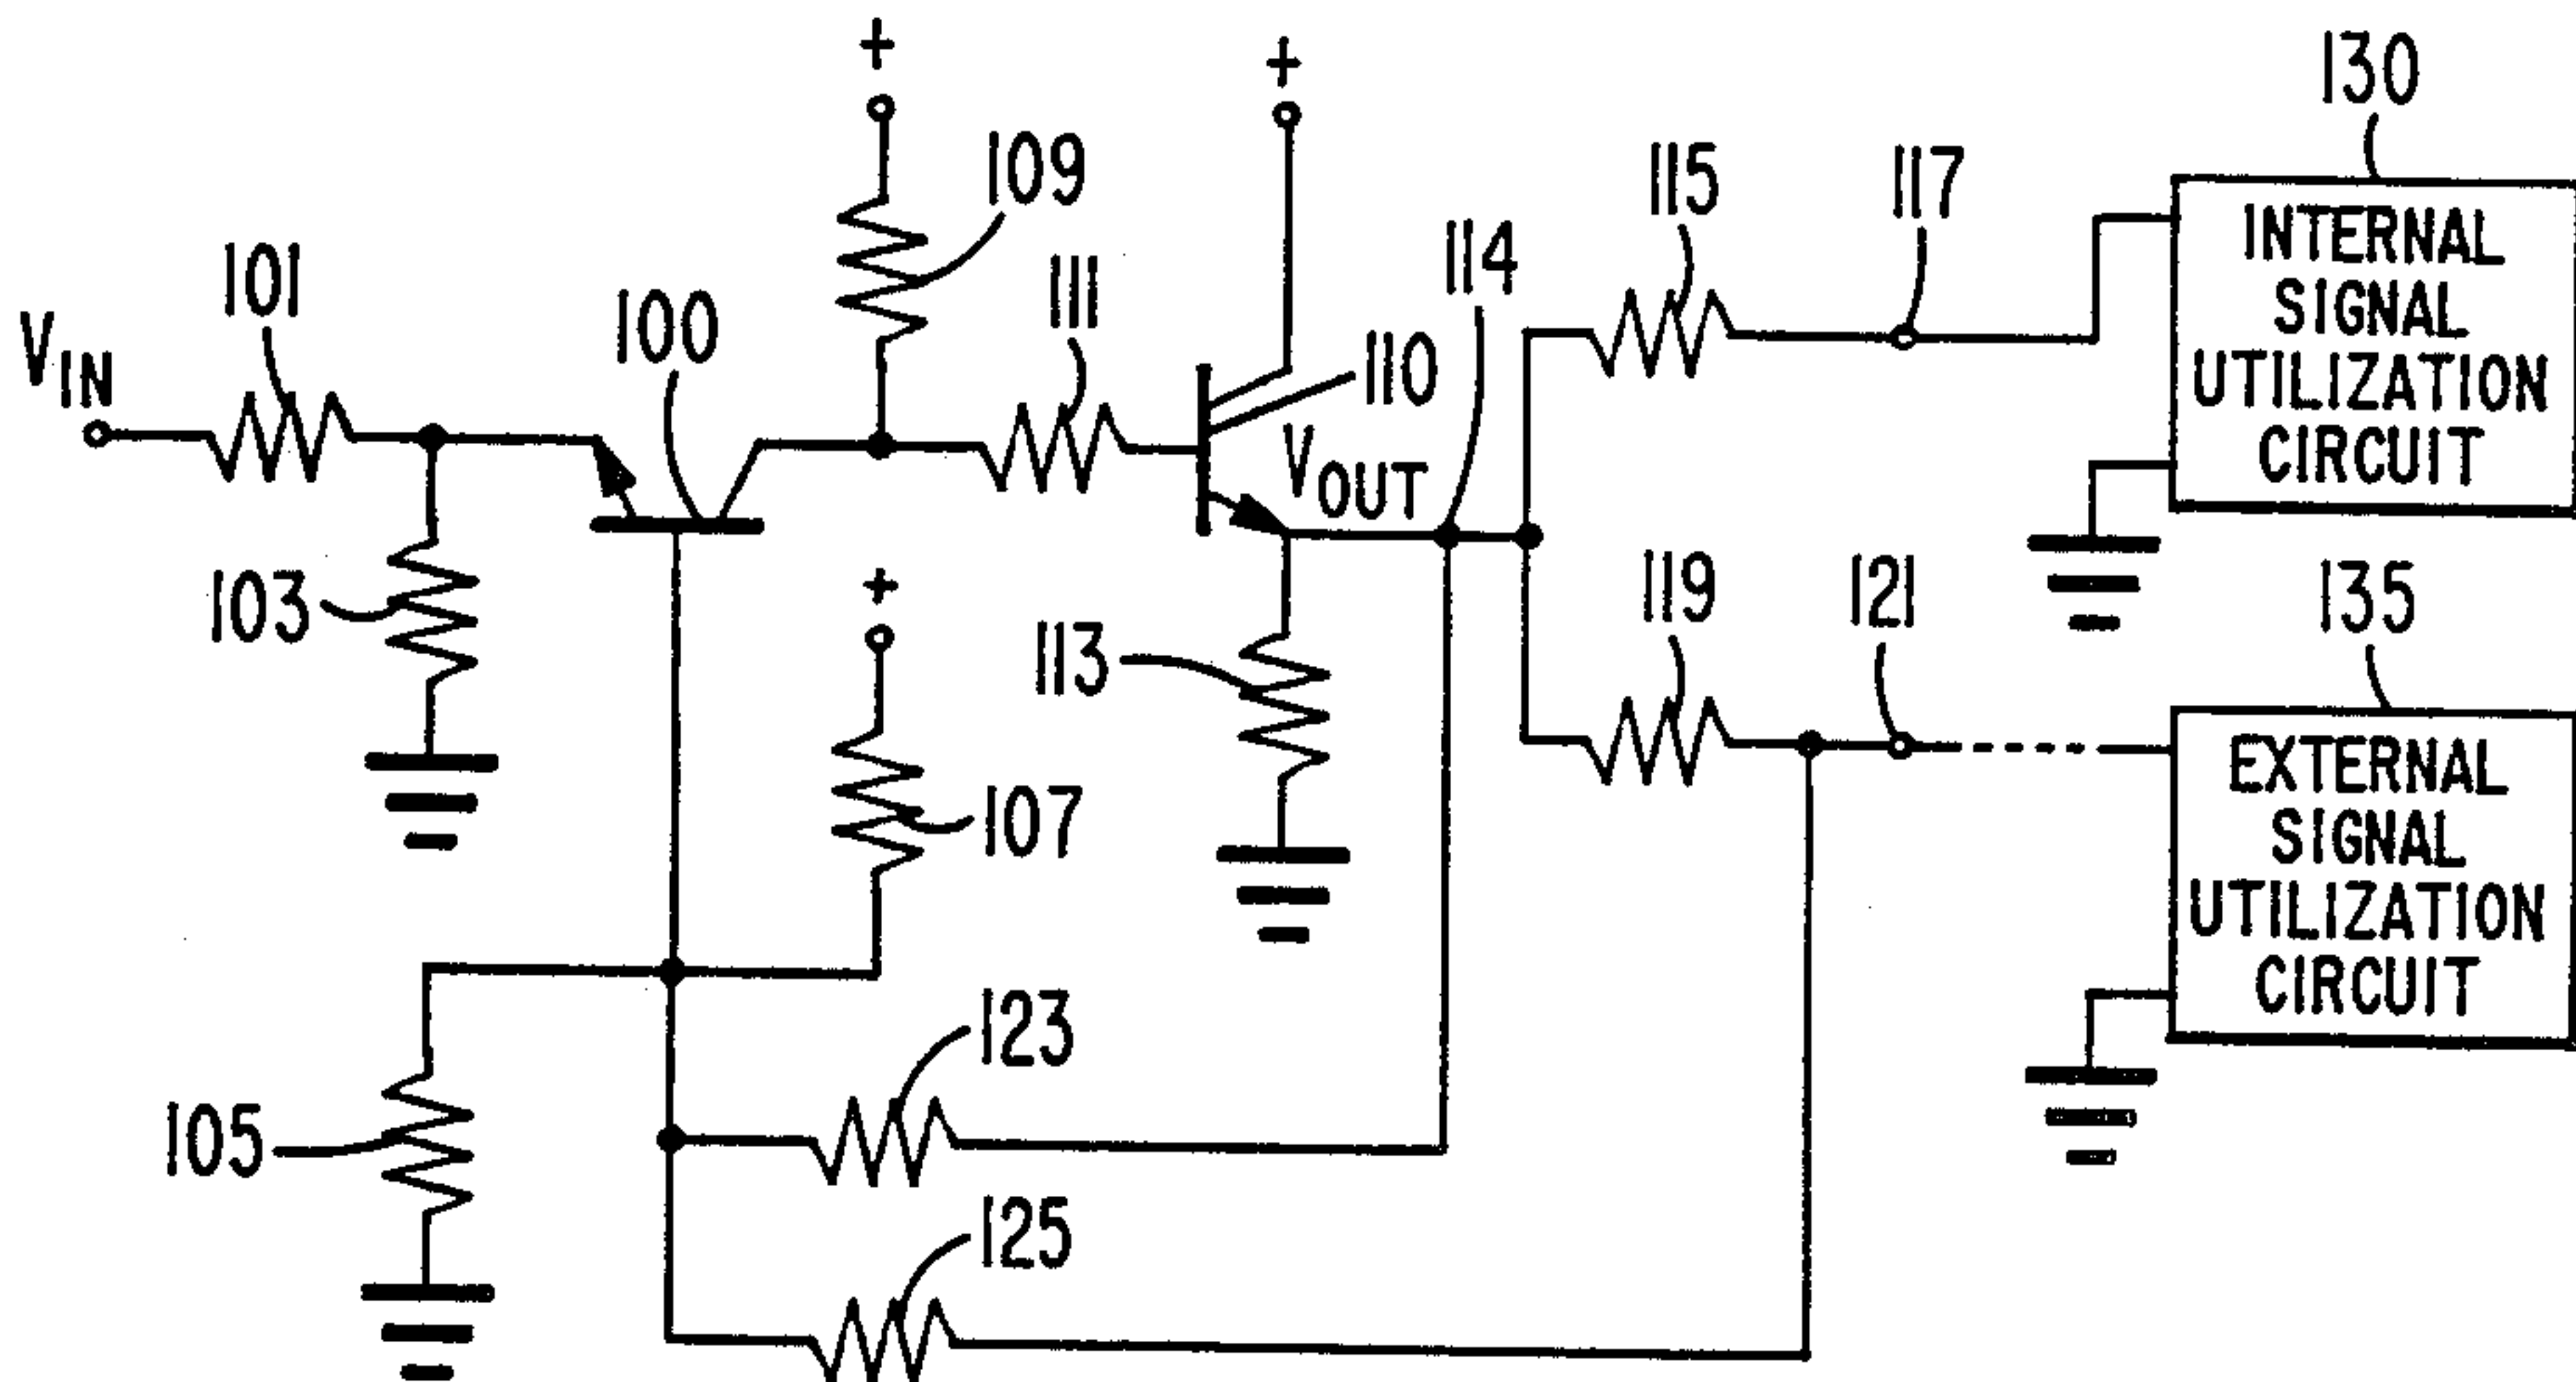 +
+
130
109
115
117
INTERNAL
SIGNAL
UTILIZATION
CIRCUIT
101
114
111
100
V_IN
110
V_OUT
+
103
119
121
135
113
EXTERNAL
SIGNAL
UTILIZATION
CIRCUIT
107
123
105
125